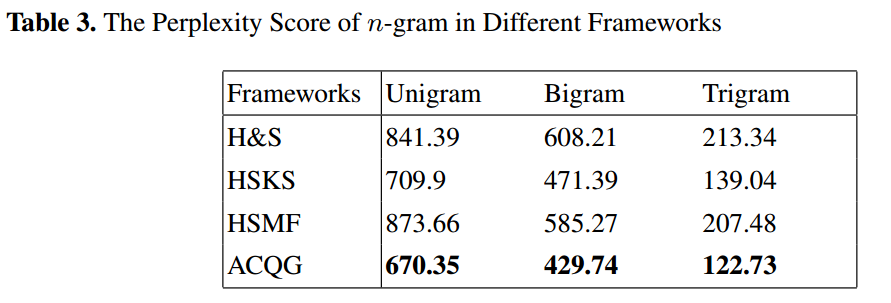 Table 3. The Perplexity Score of n-gram in Different Frameworks
Frameworks Unigram Bigram Trigram
H&S 841.39 608.21 213.34
HSKS 709.9 471.39 139.04
HSMF 873.66 585.27 207.48
ACQG 670.35 429.74 122.73